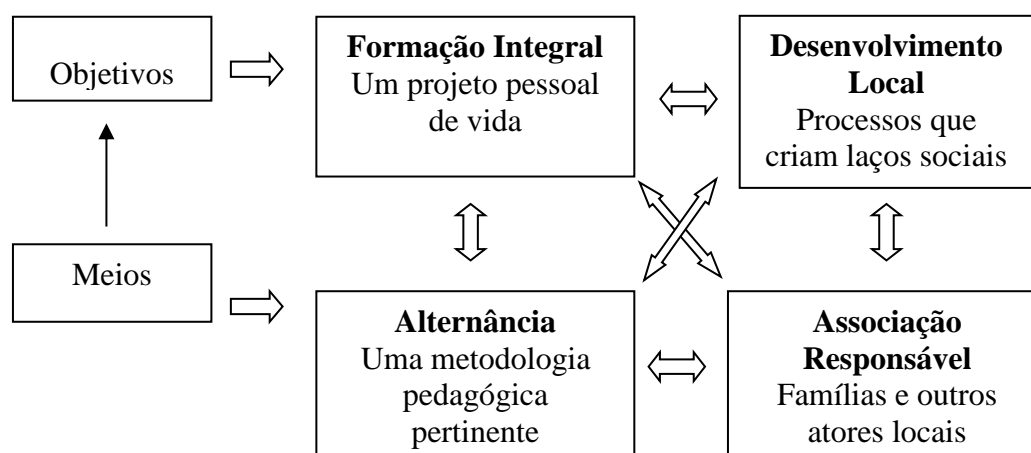 Objetivos
Formação Integral
Um projeto pessoal
de vida
Desenvolvimento
Local
Processos que
criam laços sociais
Meios
Alternância
Uma metodologia
pedagógica
pertinente
Associação
Responsável
Famílias e outros
atores locais